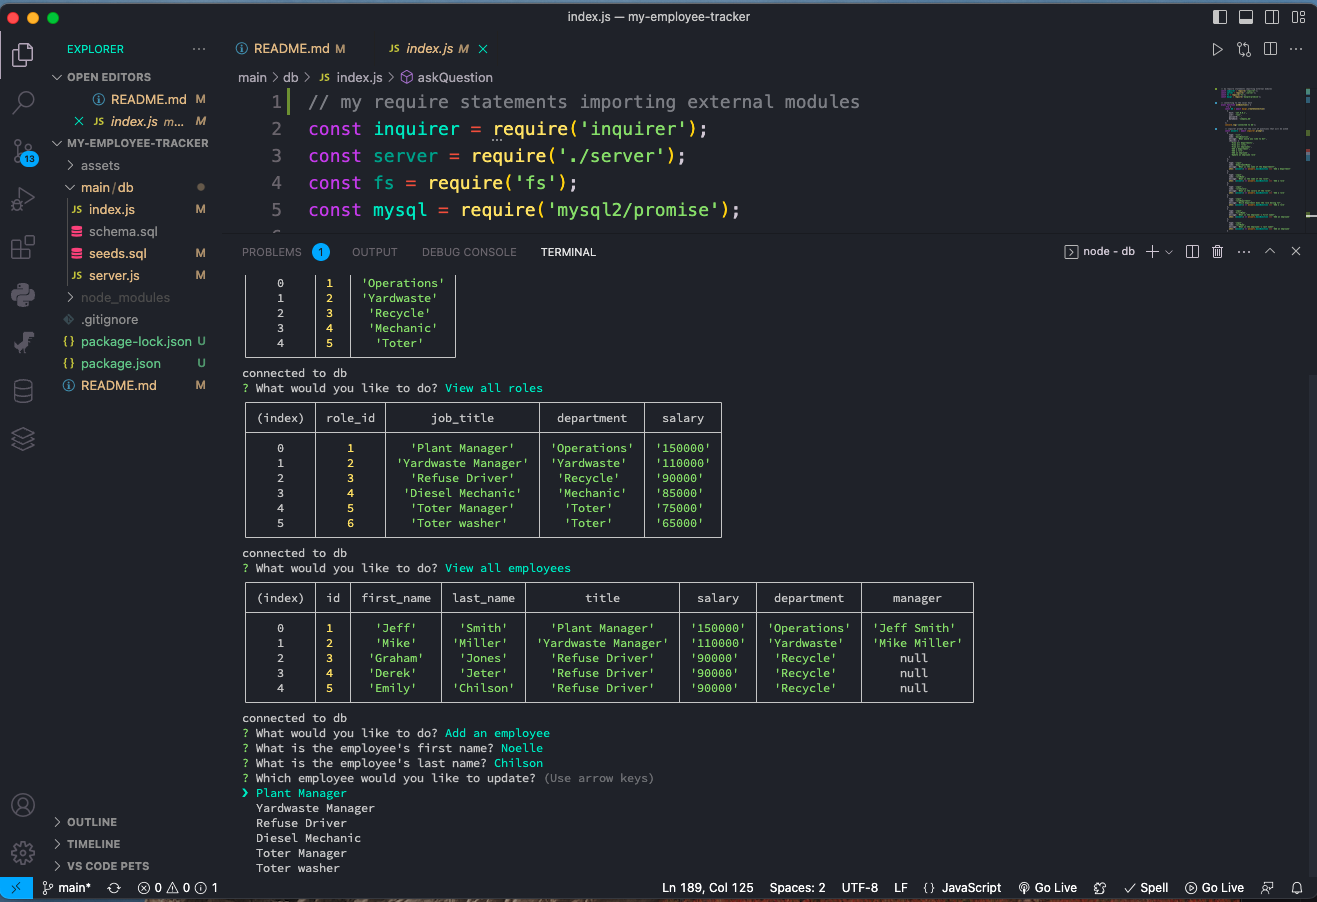 index.js — my-employee-tracker
EXPLORER ···
README.md M
JS index.js M
OPEN EDITORS
README.md M
JS index.js m... M
MY-EMPLOYEE-TRACKER
13
assets
main/db
JS index.js M
schema.sql
seeds.sql M
JS server.js M
node_modules
.gitignore
{} package-lock.json U
{} package.json U
README.md M
OUTLINE
TIMELINE
VS CODE PETS
main > db > JS index.js > askQuestion
1 // my require statements importing external modules
2 const inquirer = require('inquirer');
3 const server = require('./server');
4 const fs = require('fs');
5 const mysql = require('mysql2/promise');
PROBLEMS 1 OUTPUT DEBUG CONSOLE TERMINAL
node - db
0 1 'Operations'
1 2 'Yardwaste'
2 3 'Recycle'
3 4 'Mechanic'
4 5 'Toter'
connected to db
? What would you like to do? View all roles
(index) role_id job_title department salary
0 1 'Plant Manager' 'Operations' '150000'
1 2 'Yardwaste Manager' 'Yardwaste' '110000'
2 3 'Refuse Driver' 'Recycle' '90000'
3 4 'Diesel Mechanic' 'Mechanic' '85000'
4 5 'Toter Manager' 'Toter' '75000'
5 6 'Toter washer' 'Toter' '65000'
connected to db
? What would you like to do? View all employees
(index) id first_name last_name title salary department manager
0 1 'Jeff' 'Smith' 'Plant Manager' '150000' 'Operations' 'Jeff Smith'
1 2 'Mike' 'Miller' 'Yardwaste Manager' '110000' 'Yardwaste' 'Mike Miller'
2 3 'Graham' 'Jones' 'Refuse Driver' '90000' 'Recycle' null
3 4 'Derek' 'Jeter' 'Refuse Driver' '90000' 'Recycle' null
4 5 'Emily' 'Chilson' 'Refuse Driver' '90000' 'Recycle' null
connected to db
? What would you like to do? Add an employee
? What is the employee's first name? Noelle
? What is the employee's last name? Chilson
? Which employee would you like to update? (Use arrow keys)
❯ Plant Manager
Yardwaste Manager
Refuse Driver
Diesel Mechanic
Toter Manager
Toter washer
main* 0 0 1
Ln 189, Col 125 Spaces: 2 UTF-8 LF {} JavaScript Go Live Spell Go Live